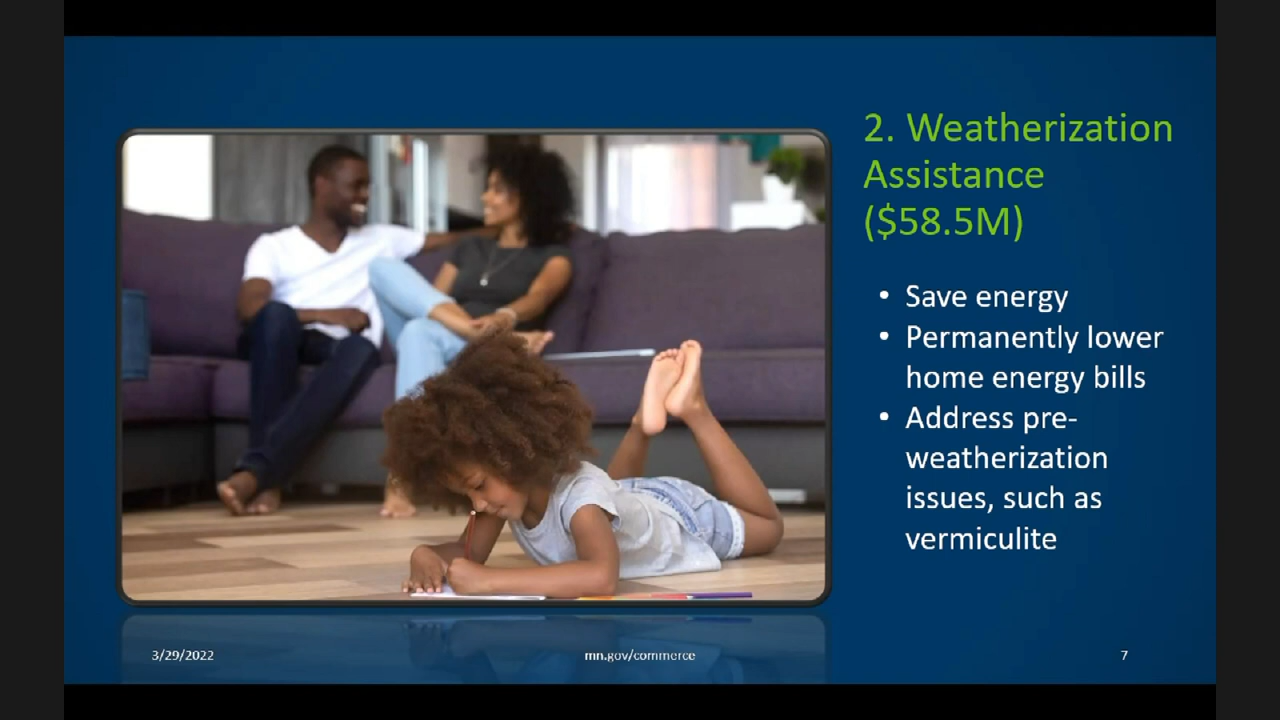 2. Weatherization
Assistance
($58.5M)
• Save energy
• Permanently lower
home energy bills
• Address pre-
weatherization
issues, such as
vermiculite
3/29/2022
mn.gov/commerce
7